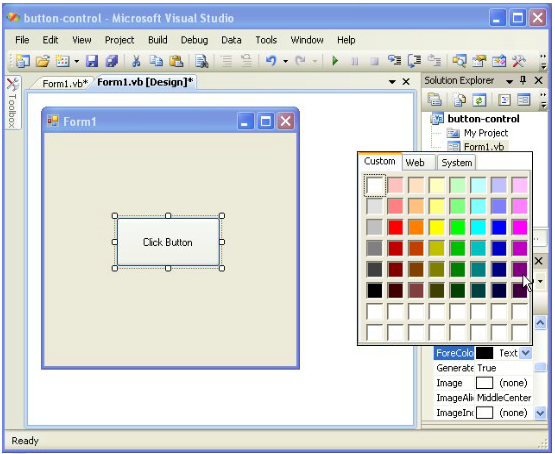 button-control - Microsoft Visual Studio
File Edit View Project Build Debug Data Tools Window Help
Form1.vb* Form1.vb [Design]*
Toolbox
Form1
Click Button
Solution Explorer
button-control
My Project
Form1.vb
Custom Web System
ForeColo Text
Generate True
Image (none)
ImageAli MiddleCenter
ImageInd (none)
Ready